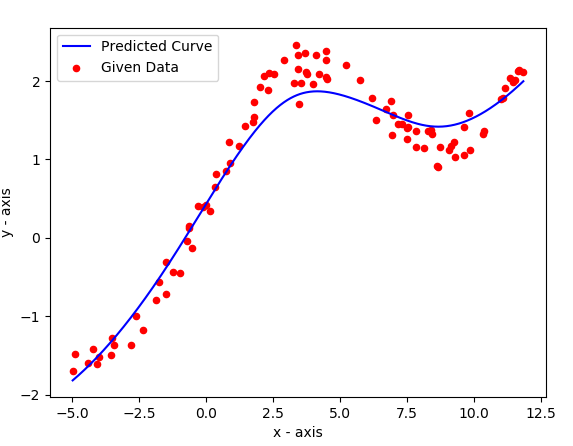 Predicted Curve
Given Data
2
1
0
−1
−2
y - axis
−5.0 −2.5 0.0 2.5 5.0 7.5 10.0 12.5
x - axis